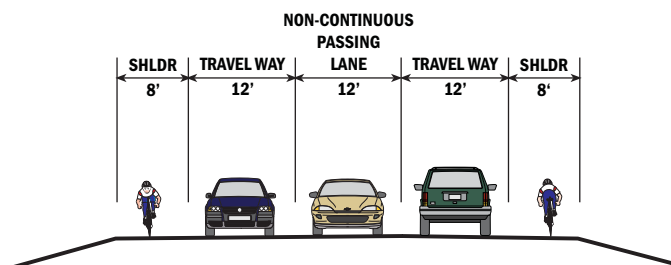 NON-CONTINUOUS
PASSING
SHLDR TRAVEL WAY LANE TRAVEL WAY SHLDR
8’ 12’ 12’ 12’ 8‘